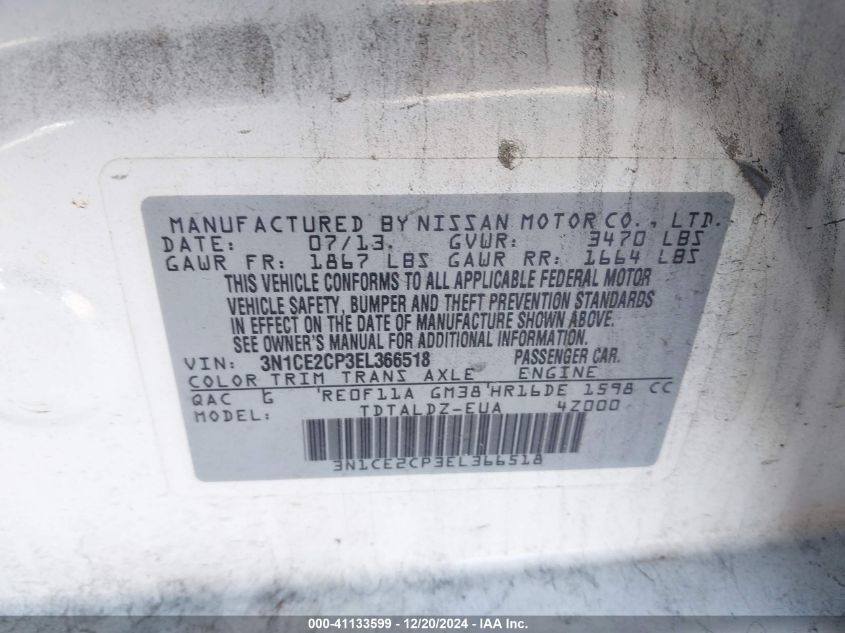 MANUFACTURED BY NISSAN MOTOR CO., LTD.
DATE: 07/13. GVWR: 3470 LBS
GAWR FR: 1867 LBS GAWR RR: 1664 LBS
THIS VEHICLE CONFORMS TO ALL APPLICABLE FEDERAL MOTOR
VEHICLE SAFETY, BUMPER AND THEFT PREVENTION STANDARDS
IN EFFECT ON THE DATE OF MANUFACTURE SHOWN ABOVE.
SEE OWNER'S MANUAL FOR ADDITIONAL INFORMATION.
VIN: 3N1CE2CP3EL366518 PASSENGER CAR.
COLOR TRIM TRANS AXLE ENGINE
QAC G RE0F11A GM38 HR16DE 1598 CC
MODEL: TDTALDZ-EUA 4Z000
3N1CE2CP3EL366518
000-41133599 - 12/20/2024 - IAA Inc.